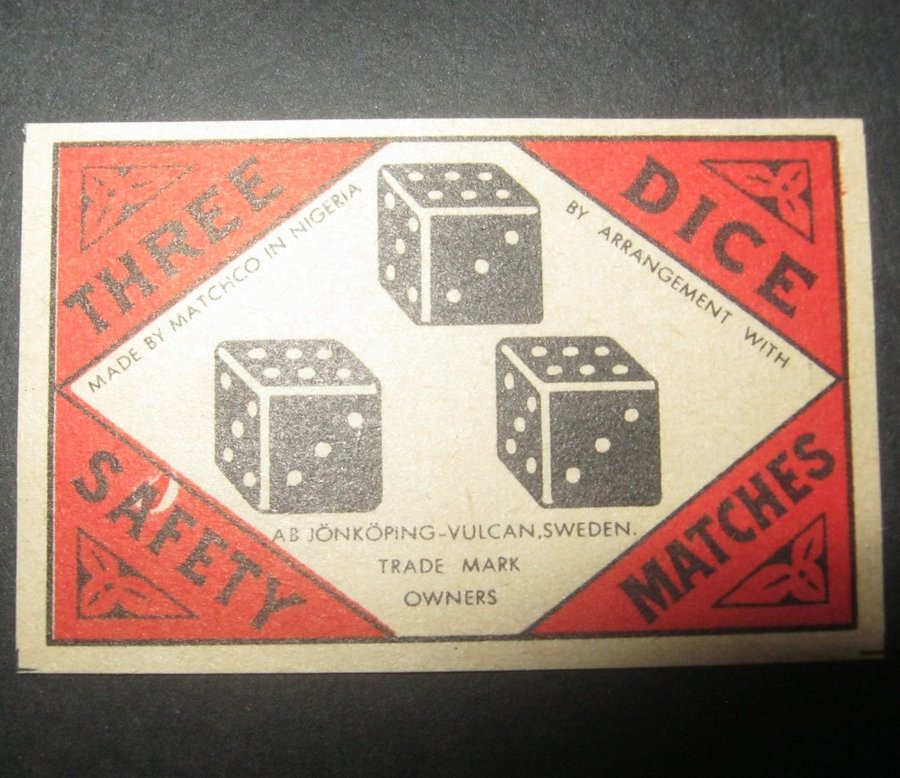 THREE
DICE
MADE BY MATCHCO IN NIGERIA
BY ARRANGEMENT WITH
AB JÖNKÖPING-VULCAN,SWEDEN.
TRADE MARK
OWNERS
SAFETY
MATCHES